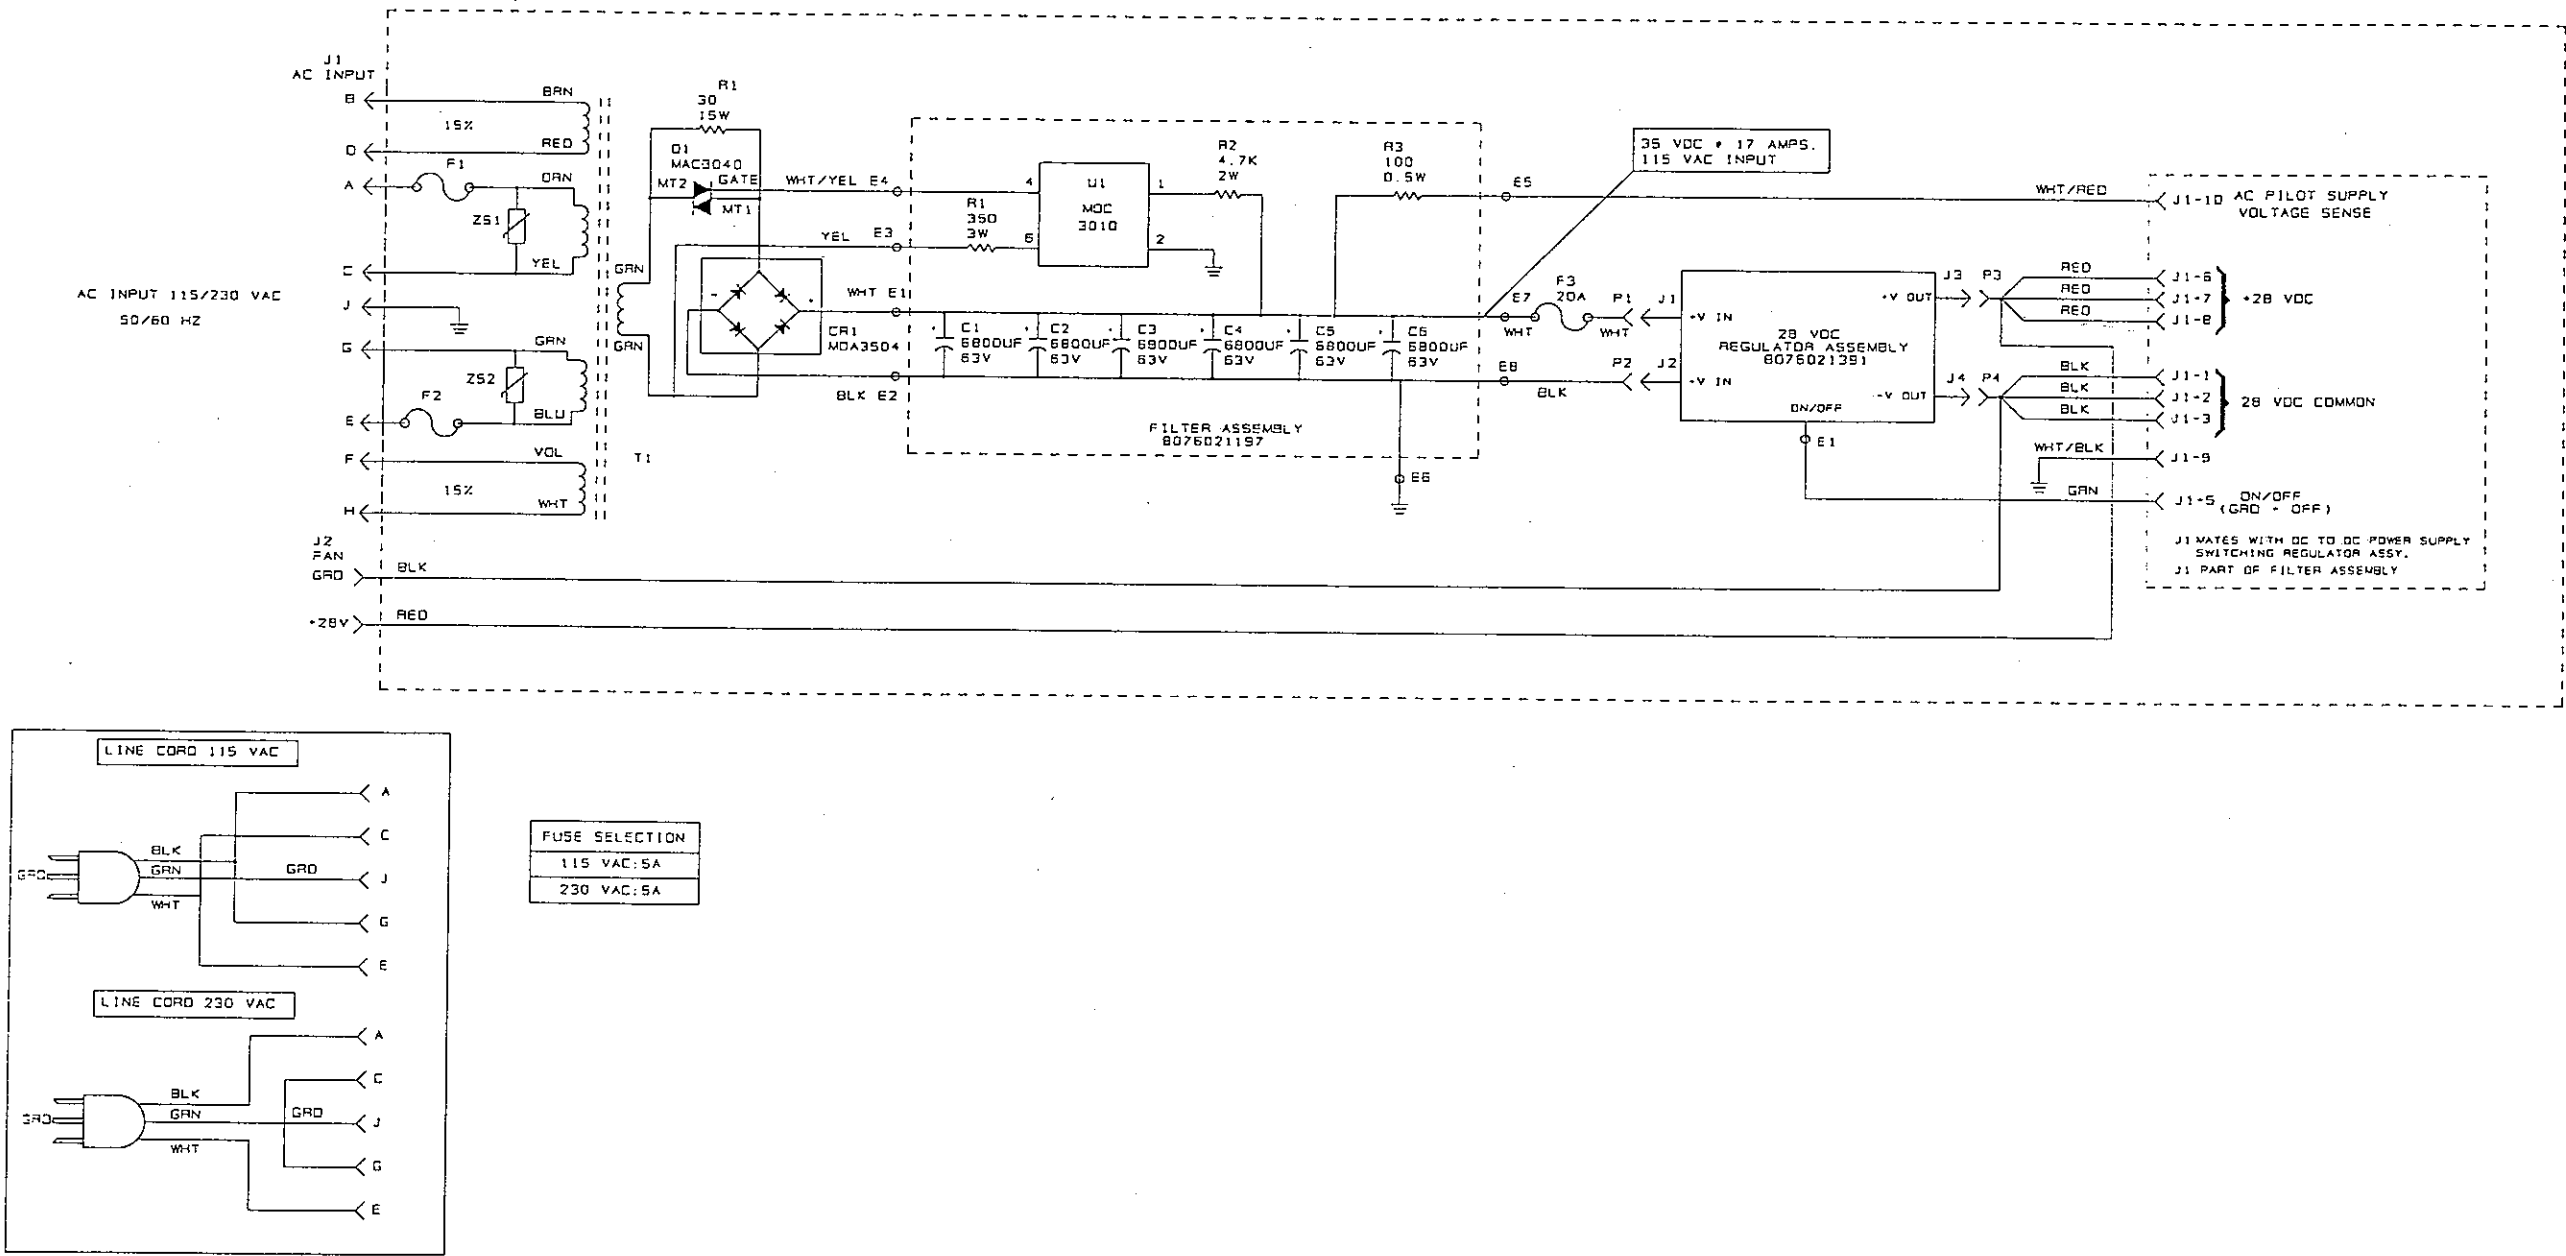 J1
AC INPUT
B
BRN
15%
D
RED
A
F1
ORN
ZS1
C
YEL
J
AC INPUT 115/230 VAC
50/60 HZ
G
GRN
ZS2
F2
E
BLU
F
VOL
15%
H
WHT
T1
J2
FAN
GRD
BLK
+28V
RED
GRN
GRN
R1
30
15W
Q1
MAC3040
MT2
GATE
MT1
WHT/YEL E4
YEL E3
WHT E1
BLK E2
CR1
MDA3504
- +
R1
350
3W
4
6
U1
MOC
3010
1
2
R2
4.7K
2W
R3
100
0.5W
C1
6800UF
63V
C2
6800UF
63V
C3
6800UF
63V
C4
6800UF
63V
C5
6800UF
63V
C6
6800UF
63V
FILTER ASSEMBLY
8076021197
E6
E5
35 VDC 17 AMPS.
115 VAC INPUT
E7
WHT
F3
20A
P1
WHT
J1
E8
BLK
P2
J2
+V IN
-V IN
28 VDC
REGULATOR ASSEMBLY
8076021391
+V OUT
-V OUT
ON/OFF
E1
J3 P3
J4 P4
WHT/RED
J1-10
AC PILOT SUPPLY
VOLTAGE SENSE
RED
J1-6
RED
J1-7
RED
J1-8
+28 VDC
BLK
J1-1
BLK
J1-2
BLK
J1-3
28 VDC COMMON
WHT/BLK
J1-9
GRN
J1-5
ON/OFF
(GRD = OFF)
J1 MATES WITH DC TO DC POWER SUPPLY
SWITCHING REGULATOR ASSY.
J1 PART OF FILTER ASSEMBLY
LINE CORD 115 VAC
A
C
BLK
GRD
GRN
GRD
J
WHT
G
E
LINE CORD 230 VAC
A
C
BLK
GRD
GRN
GRD
J
WHT
G
E
FUSE SELECTION
115 VAC:5A
230 VAC:5A